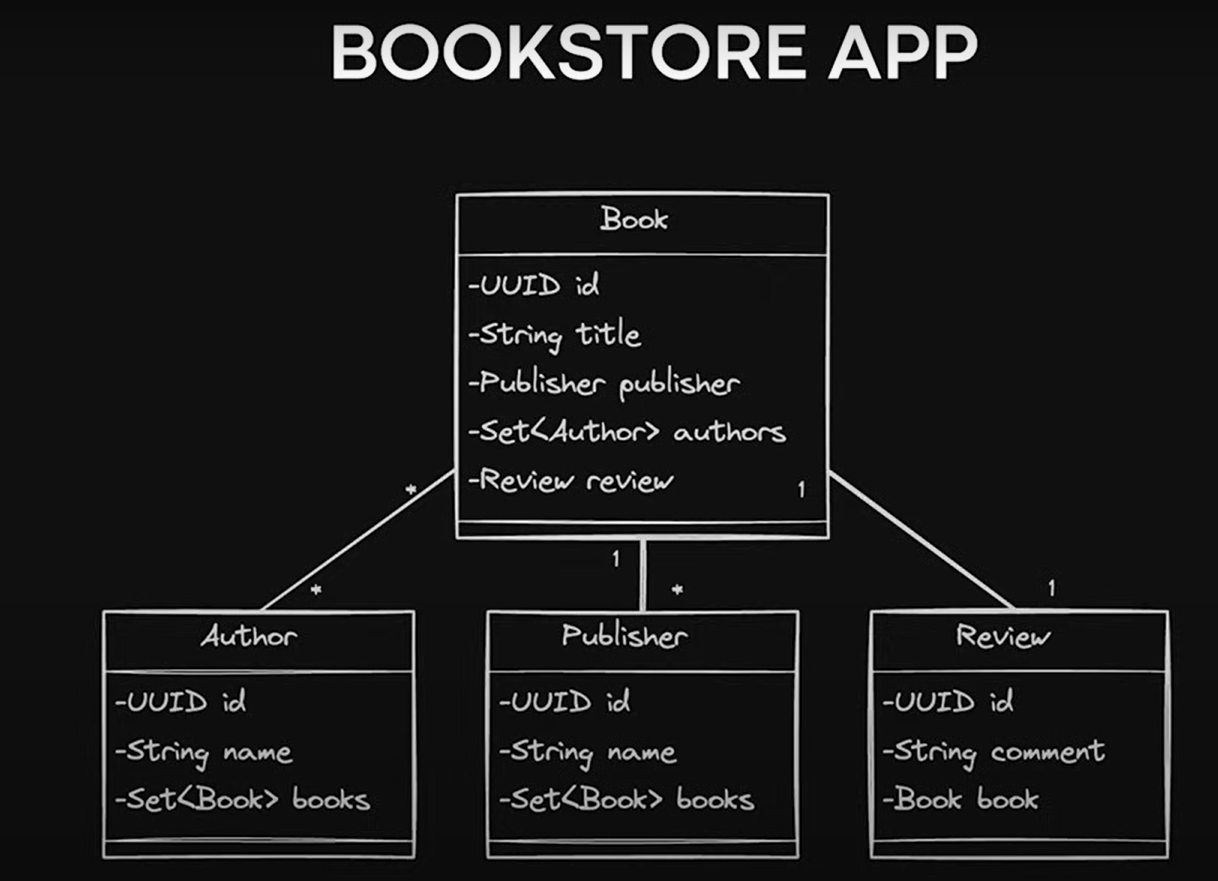 BOOKSTORE APP
Book
-UUID id
-String title
-Publisher publisher
-Set<Author> authors
-Review review
1
*
*
1
*
1
Author
-UUID id
-String name
-Set<Book> books
Publisher
-UUID id
-String name
-Set<Book> books
Review
-UUID id
-String comment
-Book book